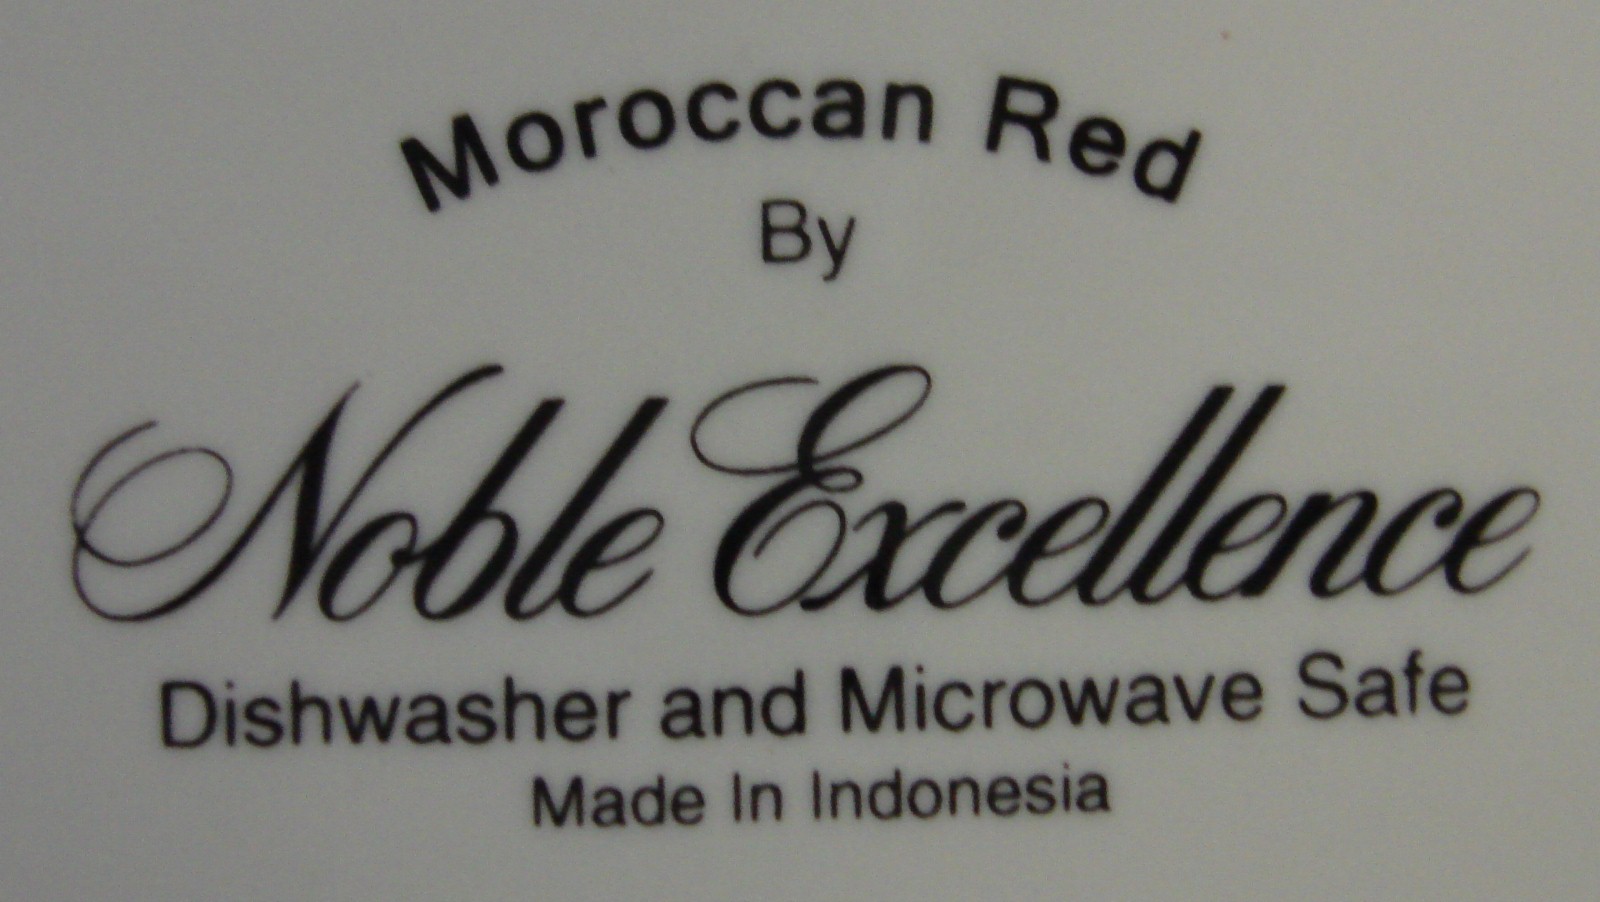 Moroccan Red
By
Noble Excellence
Dishwasher and Microwave Safe
Made In Indonesia